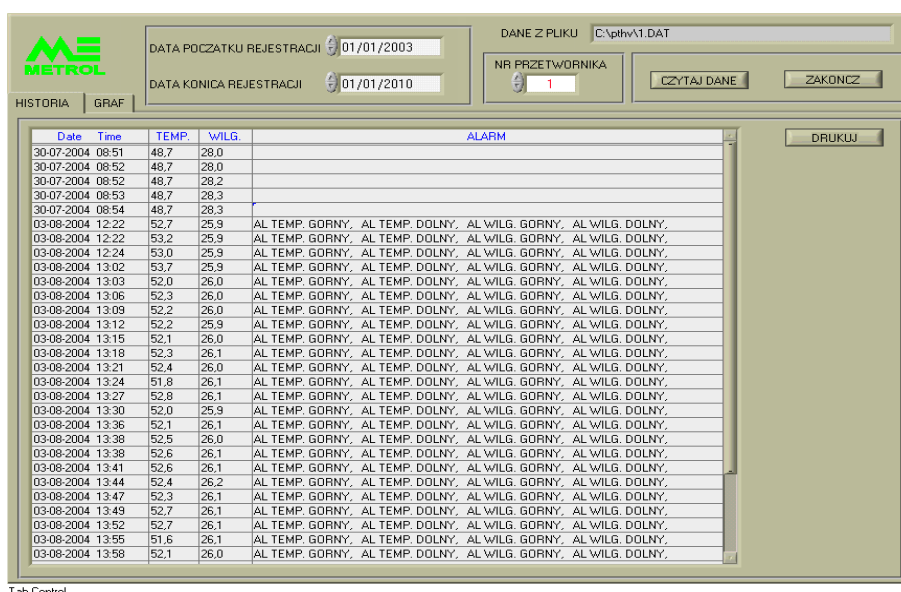 DANE Z PLIKU C:\pthv\1.DAT
DATA POCZATKU REJESTRACJI 01/01/2003
NR PRZETWORNIKA
METROL
DATA KONICA REJESTRACJI 01/01/2010 1 CZYTAJ DANE ZAKONCZ
HISTORIA GRAF
Date Time TEMP. WILG. ALARM DRUKUJ
30-07-2004 08:51 48,7 28,0
30-07-2004 08:52 48,7 28,0
30-07-2004 08:52 48,7 28,2
30-07-2004 08:53 48,7 28,3
30-07-2004 08:54 48,7 28,3
03-08-2004 12:22 52,7 25,9 AL TEMP. GORNY, AL TEMP. DOLNY, AL WILG. GORNY, AL WILG. DOLNY,
03-08-2004 12:22 53,2 25,9 AL TEMP. GORNY, AL TEMP. DOLNY, AL WILG. GORNY, AL WILG. DOLNY,
03-08-2004 12:24 53,0 25,9 AL TEMP. GORNY, AL TEMP. DOLNY, AL WILG. GORNY, AL WILG. DOLNY,
03-08-2004 13:02 53,7 25,9 AL TEMP. GORNY, AL TEMP. DOLNY, AL WILG. GORNY, AL WILG. DOLNY,
03-08-2004 13:03 52,0 26,0 AL TEMP. GORNY, AL TEMP. DOLNY, AL WILG. GORNY, AL WILG. DOLNY,
03-08-2004 13:06 52,3 26,0 AL TEMP. GORNY, AL TEMP. DOLNY, AL WILG. GORNY, AL WILG. DOLNY,
03-08-2004 13:09 52,2 26,0 AL TEMP. GORNY, AL TEMP. DOLNY, AL WILG. GORNY, AL WILG. DOLNY,
03-08-2004 13:12 52,2 25,9 AL TEMP. GORNY, AL TEMP. DOLNY, AL WILG. GORNY, AL WILG. DOLNY,
03-08-2004 13:15 52,1 26,0 AL TEMP. GORNY, AL TEMP. DOLNY, AL WILG. GORNY, AL WILG. DOLNY,
03-08-2004 13:18 52,3 26,1 AL TEMP. GORNY, AL TEMP. DOLNY, AL WILG. GORNY, AL WILG. DOLNY,
03-08-2004 13:21 52,4 26,0 AL TEMP. GORNY, AL TEMP. DOLNY, AL WILG. GORNY, AL WILG. DOLNY,
03-08-2004 13:24 51,8 26,1 AL TEMP. GORNY, AL TEMP. DOLNY, AL WILG. GORNY, AL WILG. DOLNY,
03-08-2004 13:27 52,8 26,1 AL TEMP. GORNY, AL TEMP. DOLNY, AL WILG. GORNY, AL WILG. DOLNY,
03-08-2004 13:30 52,0 25,9 AL TEMP. GORNY, AL TEMP. DOLNY, AL WILG. GORNY, AL WILG. DOLNY,
03-08-2004 13:36 52,1 26,1 AL TEMP. GORNY, AL TEMP. DOLNY, AL WILG. GORNY, AL WILG. DOLNY,
03-08-2004 13:38 52,5 26,0 AL TEMP. GORNY, AL TEMP. DOLNY, AL WILG. GORNY, AL WILG. DOLNY,
03-08-2004 13:38 52,6 26,1 AL TEMP. GORNY, AL TEMP. DOLNY, AL WILG. GORNY, AL WILG. DOLNY,
03-08-2004 13:41 52,6 26,1 AL TEMP. GORNY, AL TEMP. DOLNY, AL WILG. GORNY, AL WILG. DOLNY,
03-08-2004 13:44 52,4 26,2 AL TEMP. GORNY, AL TEMP. DOLNY, AL WILG. GORNY, AL WILG. DOLNY,
03-08-2004 13:47 52,3 26,1 AL TEMP. GORNY, AL TEMP. DOLNY, AL WILG. GORNY, AL WILG. DOLNY,
03-08-2004 13:49 52,7 26,1 AL TEMP. GORNY, AL TEMP. DOLNY, AL WILG. GORNY, AL WILG. DOLNY,
03-08-2004 13:52 52,7 26,1 AL TEMP. GORNY, AL TEMP. DOLNY, AL WILG. GORNY, AL WILG. DOLNY,
03-08-2004 13:55 51,6 26,1 AL TEMP. GORNY, AL TEMP. DOLNY, AL WILG. GORNY, AL WILG. DOLNY,
03-08-2004 13:58 52,1 26,0 AL TEMP. GORNY, AL TEMP. DOLNY, AL WILG. GORNY, AL WILG. DOLNY,
Tab Control